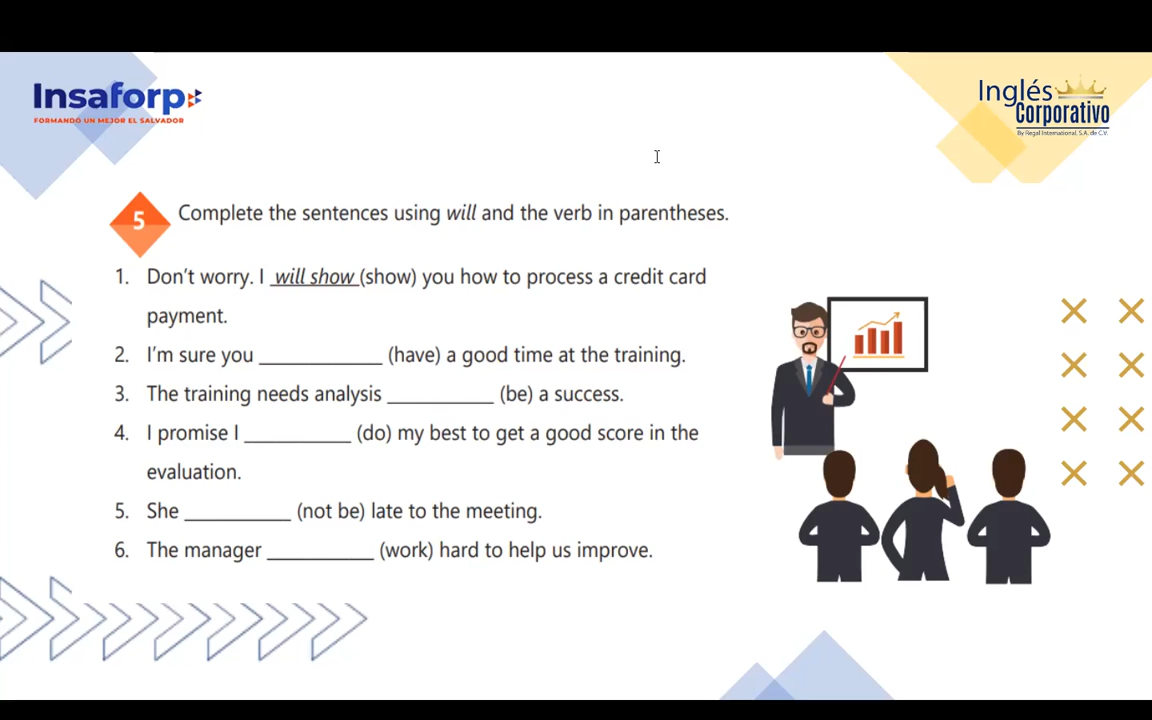 Insaforp
FORMANDO UN MEJOR EL SALVADOR
Inglés
Corporativo
By Regal International, S.A. de C.V.
5 Complete the sentences using will and the verb in parentheses.
1. Don't worry. I will show (show) you how to process a credit card
payment.
2. I'm sure you ____________ (have) a good time at the training.
3. The training needs analysis __________ (be) a success.
4. I promise I __________ (do) my best to get a good score in the
evaluation.
5. She __________ (not be) late to the meeting.
6. The manager __________ (work) hard to help us improve.